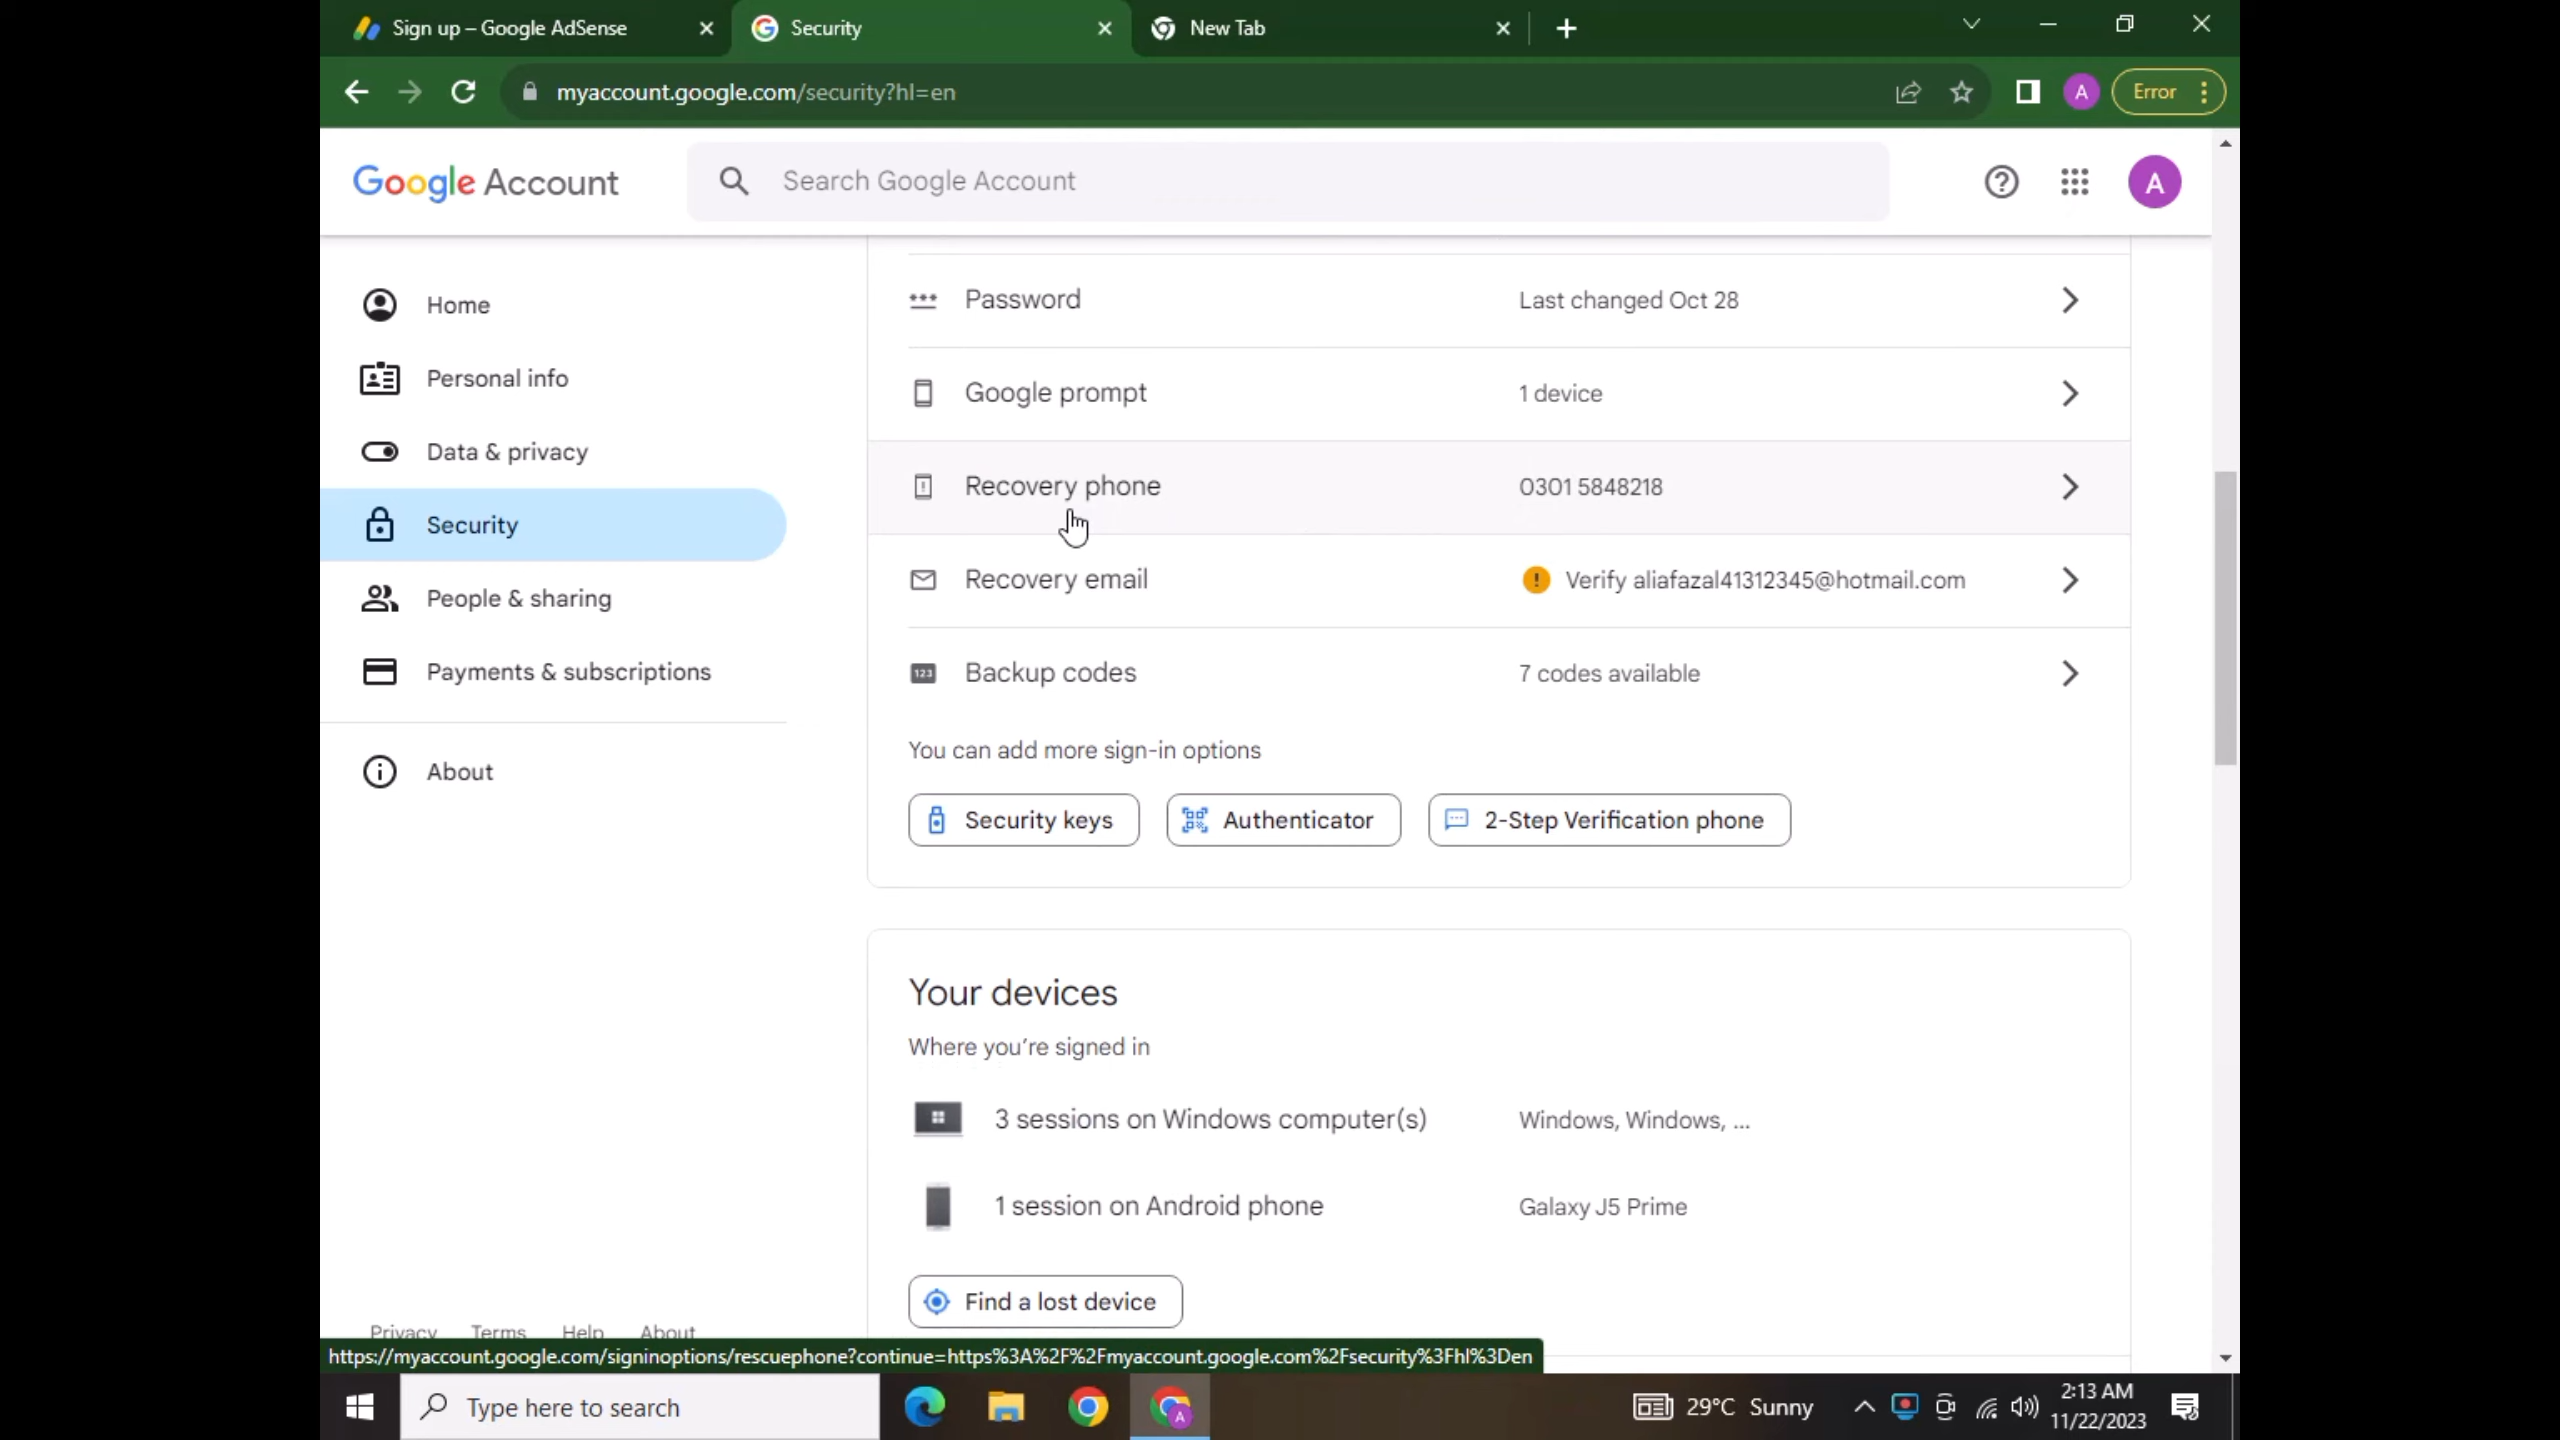 Sign up – Google AdSense
Security
New Tab
myaccount.google.com/security?hl=en
A
Error
Google Account
Search Google Account
A
Home
Personal info
Data & privacy
Security
People & sharing
Payments & subscriptions
About
Password
Last changed Oct 28
Google prompt
1 device
Recovery phone
0301 5848218
Recovery email
Verify aliafazal41312345@hotmail.com
123
Backup codes
7 codes available
You can add more sign-in options
Security keys
Authenticator
2-Step Verification phone
Your devices
Where you're signed in
3 sessions on Windows computer(s)
Windows, Windows, ...
1 session on Android phone
Galaxy J5 Prime
Find a lost device
Privacy Terms Help About
https://myaccount.google.com/signinoptions/rescuephone?continue=https%3A%2F%2Fmyaccount.google.com%2Fsecurity%3Fhl%3Den
Type here to search
A
29°C Sunny
2:13 AM
11/22/2023